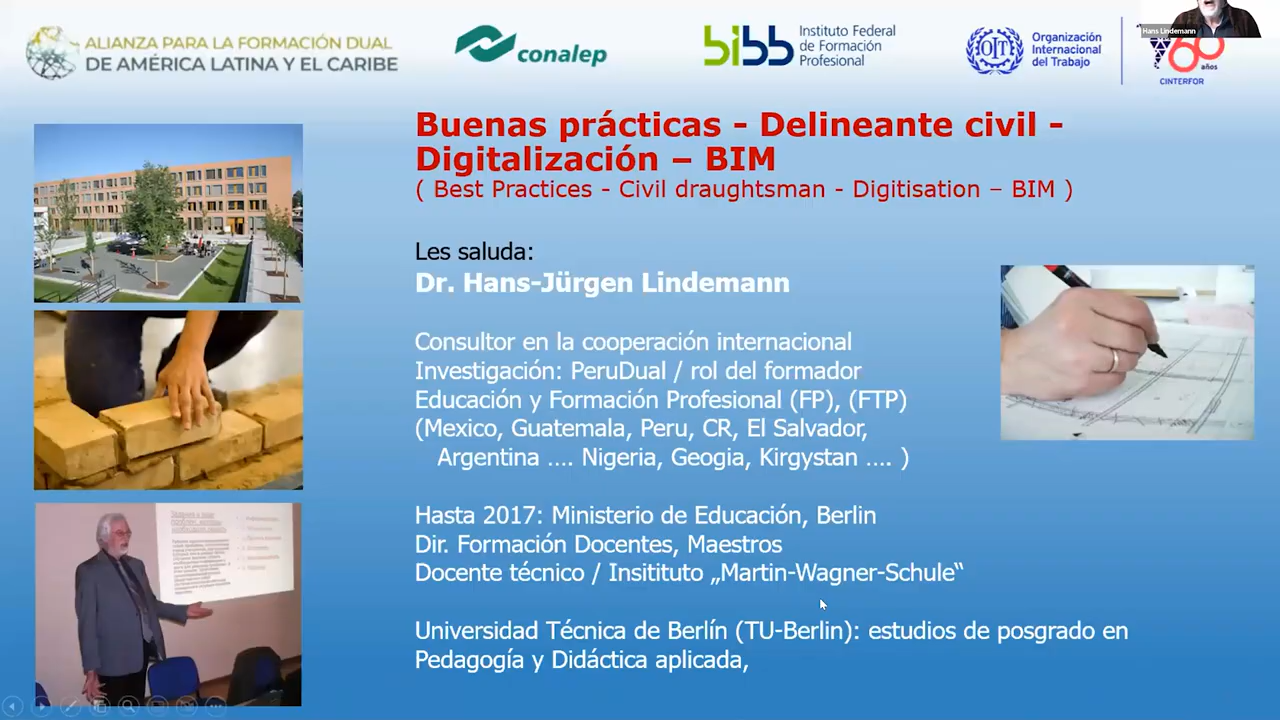 ALIANZA PARA LA FORMACIÓN DUAL
DE AMÉRICA LATINA Y EL CARIBE
conalep
bibb
Instituto Federal
de Formación
Profesional
OIT
Organización
Internacional
del Trabajo
60
años
CINTERFOR
Hans Lindemann
Buenas prácticas - Delineante civil -
Digitalización – BIM
( Best Practices - Civil draughtsman - Digitisation – BIM )
Les saluda:
Dr. Hans-Jürgen Lindemann
Consultor en la cooperación internacional
Investigación: PeruDual / rol del formador
Educación y Formación Profesional (FP), (FTP)
(Mexico, Guatemala, Peru, CR, El Salvador,
Argentina .... Nigeria, Geogia, Kirgystan .... )
Hasta 2017: Ministerio de Educación, Berlin
Dir. Formación Docentes, Maestros
Docente técnico / Insitituto „Martin-Wagner-Schule“
Universidad Técnica de Berlín (TU-Berlin): estudios de posgrado en
Pedagogía y Didáctica aplicada,